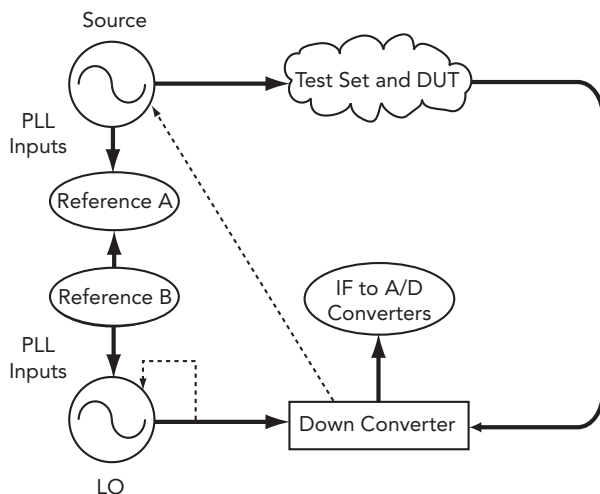 Source
Test Set and DUT
PLL
Inputs
Reference A
Reference B
IF to A/D
Converters
PLL
Inputs
Down Converter
LO